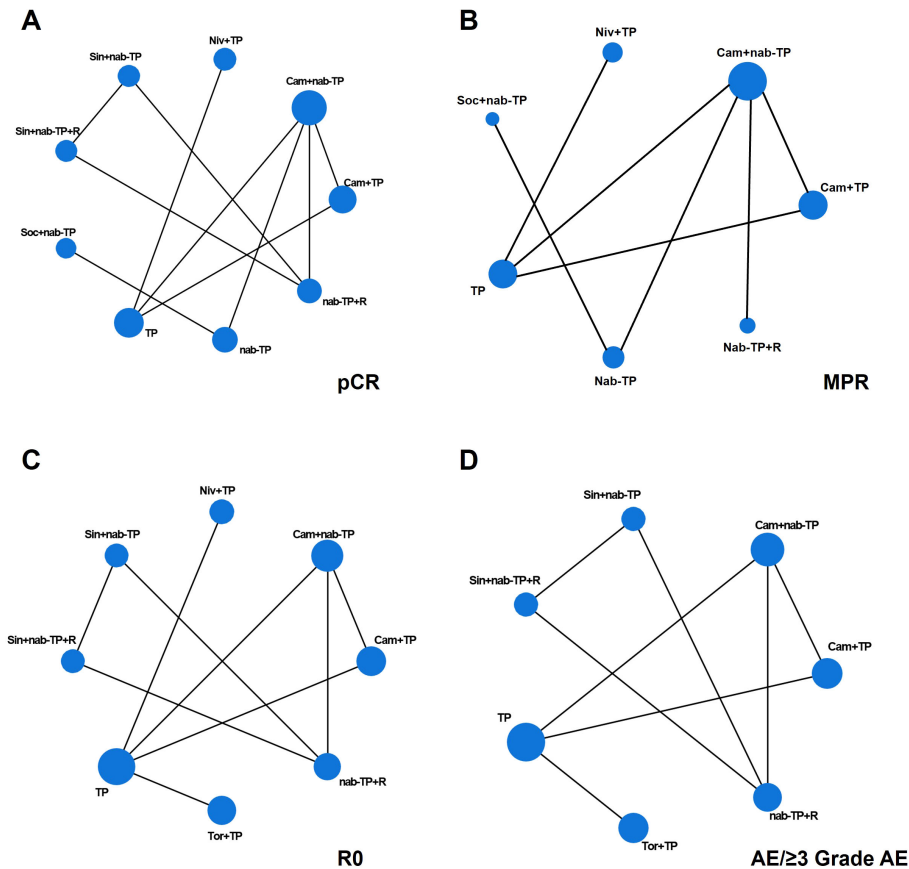 A
Niv+TP
Sin+nab-TP
Cam+nab-TP
Sin+nab-TP+R
Cam+TP
Soc+nab-TP
nab-TP+R
TP
nab-TP
pCR
B
Niv+TP
Cam+nab-TP
Soc+nab-TP
Cam+TP
TP
Nab-TP+R
Nab-TP
MPR
C
Niv+TP
Sin+nab-TP
Cam+nab-TP
Sin+nab-TP+R
Cam+TP
TP
nab-TP+R
Tor+TP
R0
D
Sin+nab-TP
Cam+nab-TP
Sin+nab-TP+R
Cam+TP
TP
nab-TP+R
Tor+TP
AE/≥3 Grade AE